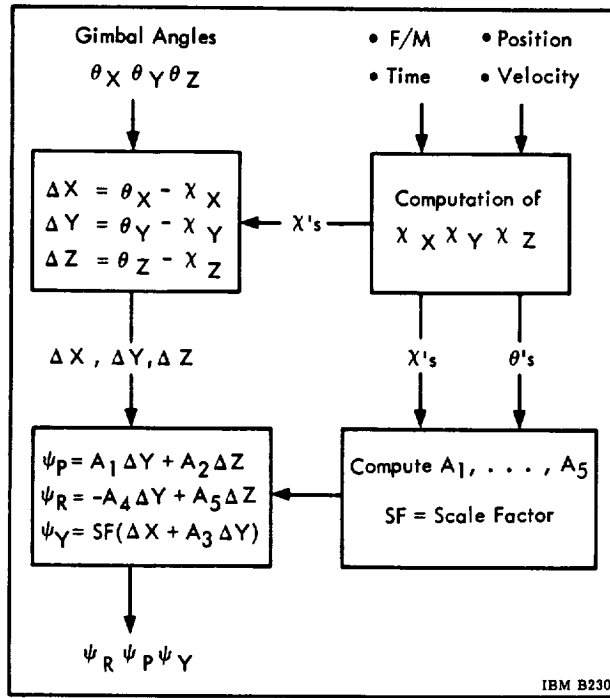 Gimbal Angles
θX θY θZ
• F/M • Position
• Time • Velocity
ΔX = θX - χX
ΔY = θY - χY
ΔZ = θZ - χZ
χ's
Computation of
χX χY χZ
ΔX , ΔY, ΔZ
χ's θ's
ψP = A1 ΔY + A2 ΔZ
ψR = -A4 ΔY + A5 ΔZ
ψY = SF(ΔX + A3 ΔY)
Compute A1, . . . , A5
SF = Scale Factor
ψR ψP ψY
IBM B230